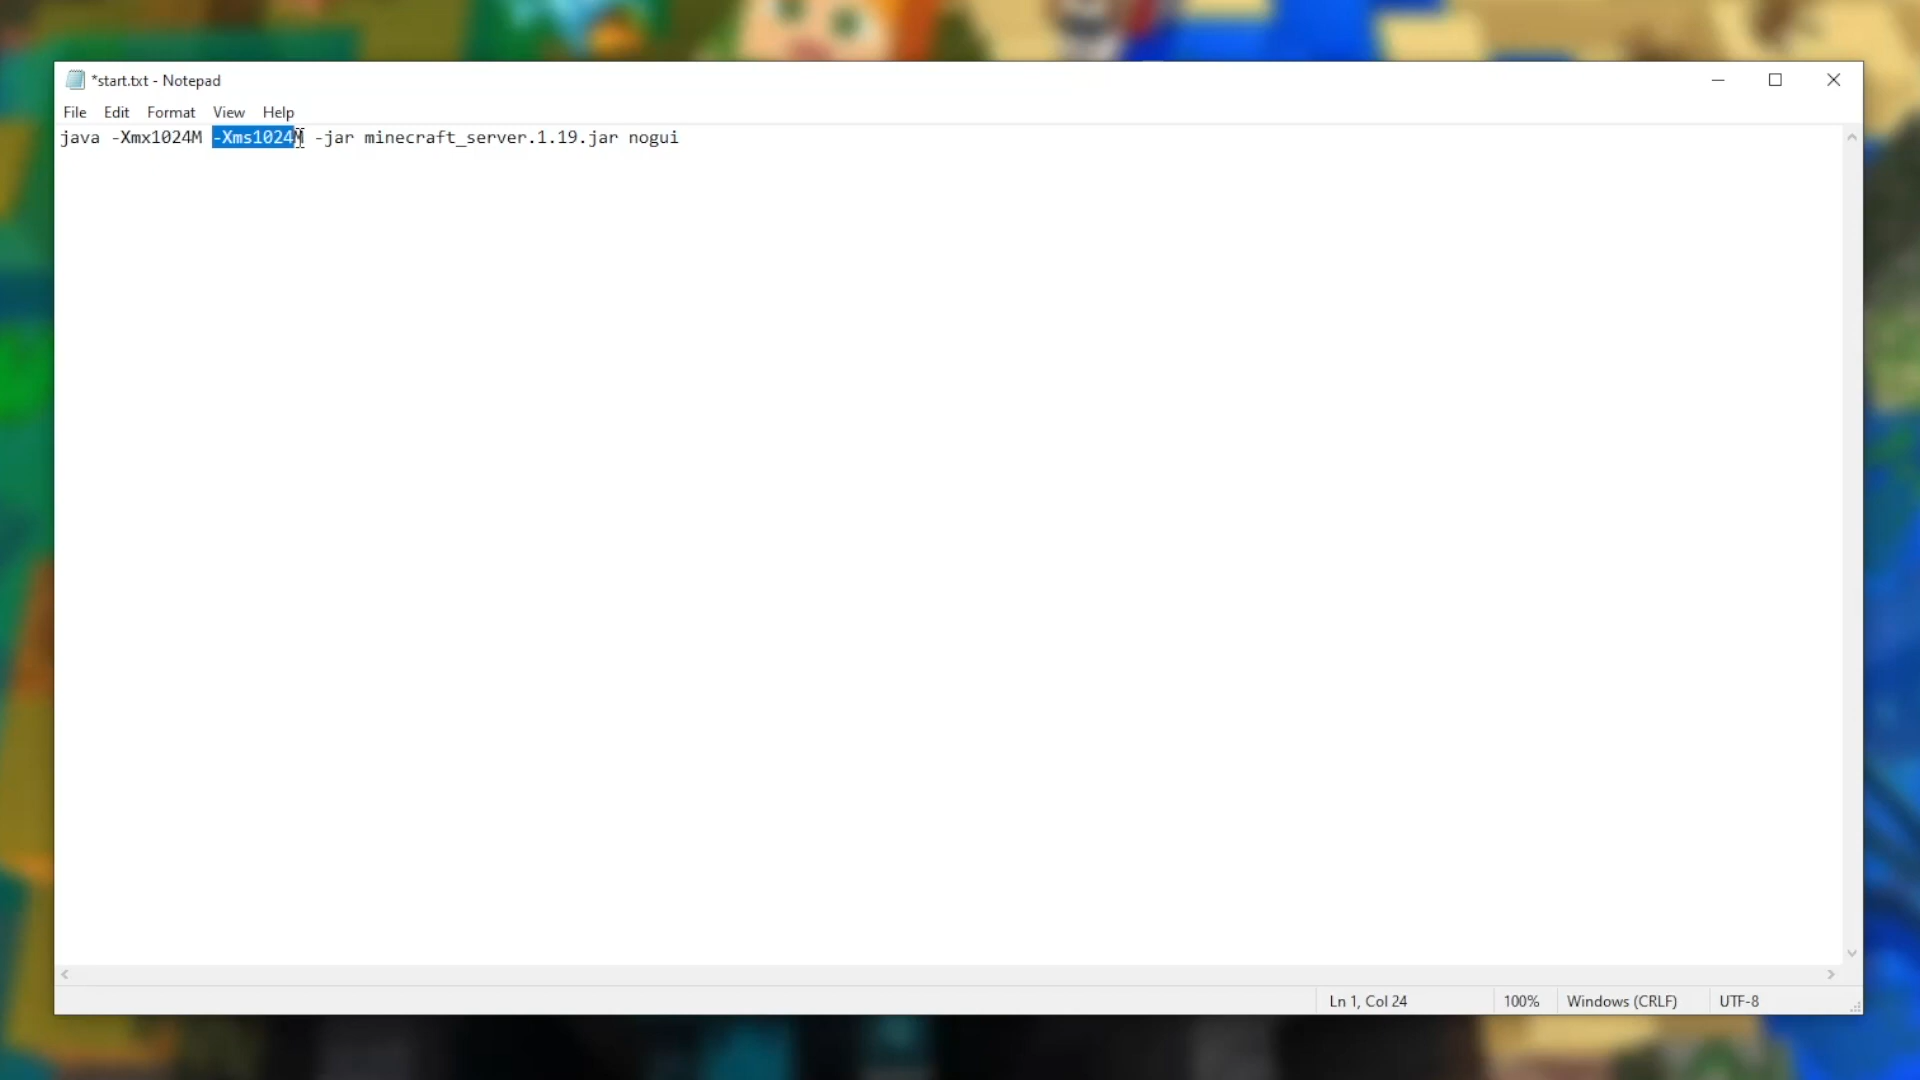 *start.txt - Notepad
File Edit Format View Help
java -Xmx1024M -Xms1024M -jar minecraft_server.1.19.jar nogui
Ln 1, Col 24 100% Windows (CRLF) UTF-8